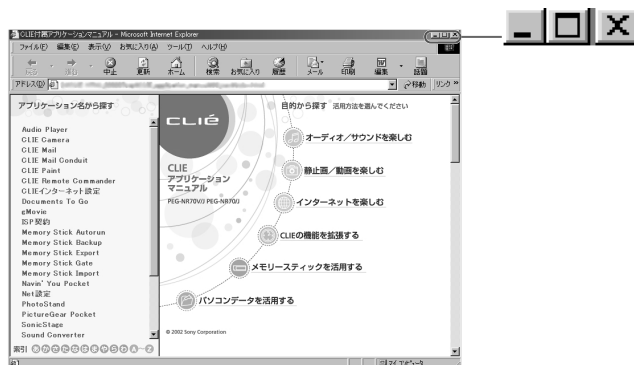 CLIE付属アプリケーションマニュアル - Microsoft Internet Explorer
ファイル(F) 編集(E) 表示(V) お気に入り(A) ツール(T) ヘルプ(H)
戻る 進む 中止 更新 ホーム 検索 お気に入り 履歴 メール 印刷 編集 話題
アドレス(D) 移動 リンク »
アプリケーション名から探す
Audio Player
CLIE Camera
CLIE Mail
CLIE Mail Conduit
CLIE Paint
CLIE Remote Commander
CLIEインターネット設定
Documents To Go
gMovie
ISP契約
Memory Stick Autorun
Memory Stick Backup
Memory Stick Export
Memory Stick Gate
Memory Stick Import
Navin' You Pocket
Net設定
PhotoStand
PictureGear Pocket
SonicStage
Sound Converter
索引 あ か さ た な は ま や ら わ A~Z
CLIÉ
CLIE
アプリケーション
マニュアル
PEG-NR70V/J PEG-NR70/J
目的から探す 活用方法を選んでください
オーディオ/サウンドを楽しむ
静止画/動画を楽しむ
インターネットを楽しむ
CLIEの機能を拡張する
メモリースティックを活用する
パソコンデータを活用する
© 2002 Sony Corporation
マイ コンピュータ